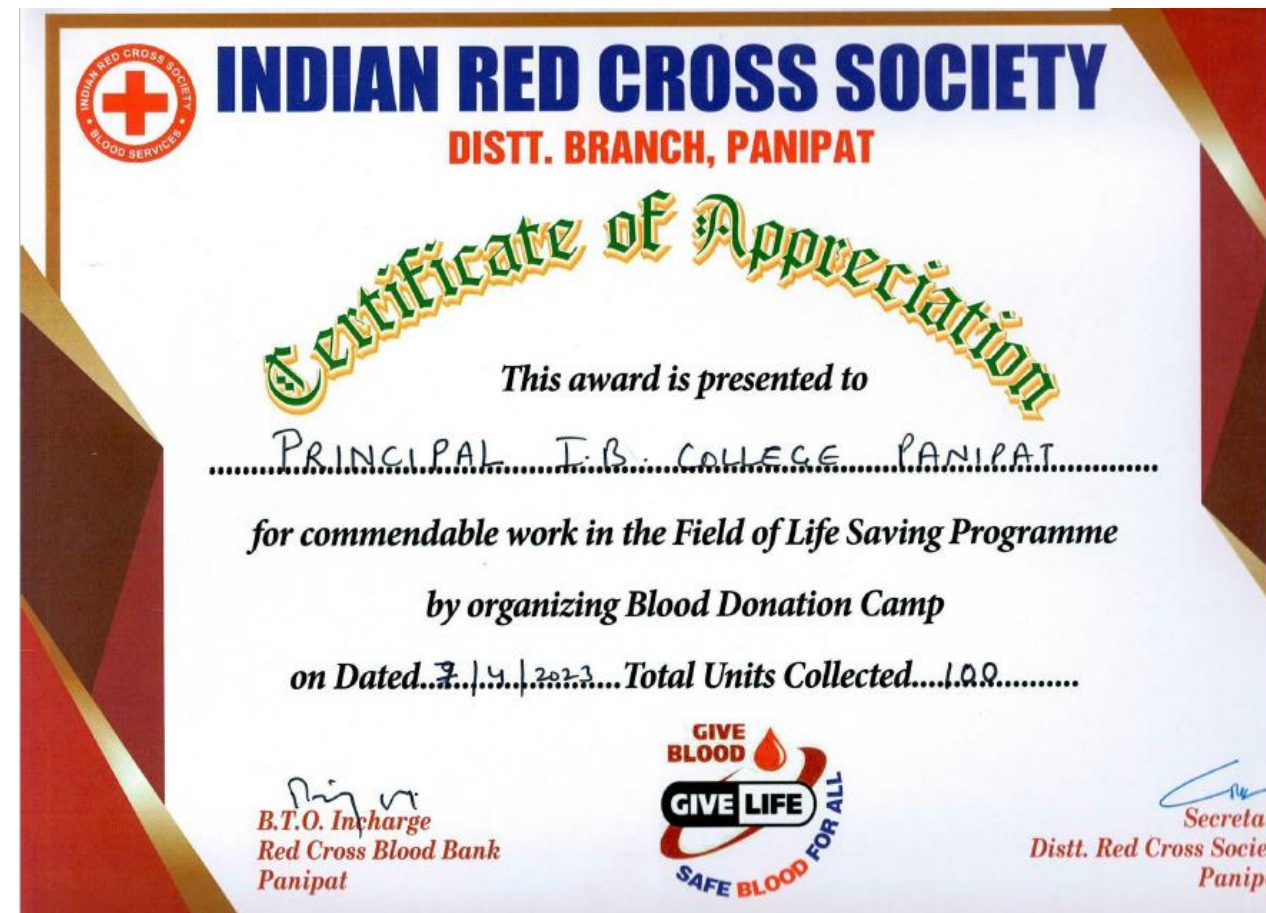 INDIAN RED CROSS SOCIETY
BLOOD SERVICES
INDIAN RED CROSS SOCIETY
DISTT. BRANCH, PANIPAT
Certificate of Appreciation
This award is presented to
PRINCIPAL I.B. COLLEGE PANIPAT
for commendable work in the Field of Life Saving Programme
by organizing Blood Donation Camp
on Dated..7/4/2023...Total Units Collected....100..........
GIVE
BLOOD
GIVE LIFE
SAFE BLOOD FOR ALL
B.T.O. Incharge
Red Cross Blood Bank
Panipat
Secreta
Distt. Red Cross Socie
Panip